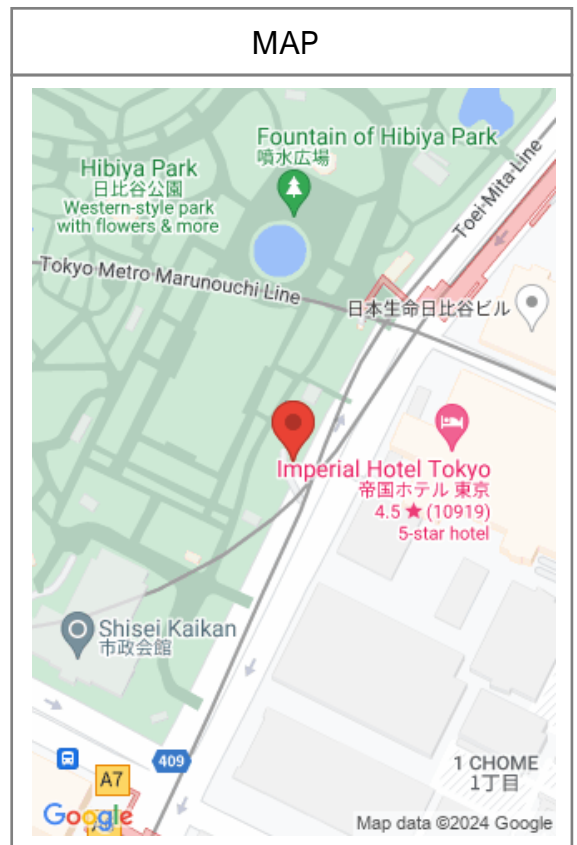 MAP
Fountain of Hibiya Park
噴水広場
Hibiya Park
日比谷公園
Western-style park
with flowers & more
Toei Mita Line
Tokyo Metro Marunouchi Line
日本生命日比谷ビル
Imperial Hotel Tokyo
帝国ホテル 東京
4.5 ★ (10919)
5-star hotel
Shisei Kaikan
市政会館
409
A7
1 CHOME
1丁目
Google
Map data ©2024 Google